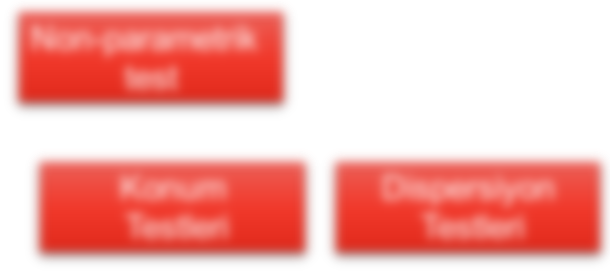 Non-parametrik
test
Konum
Testleri
Dispersiyon
Testleri